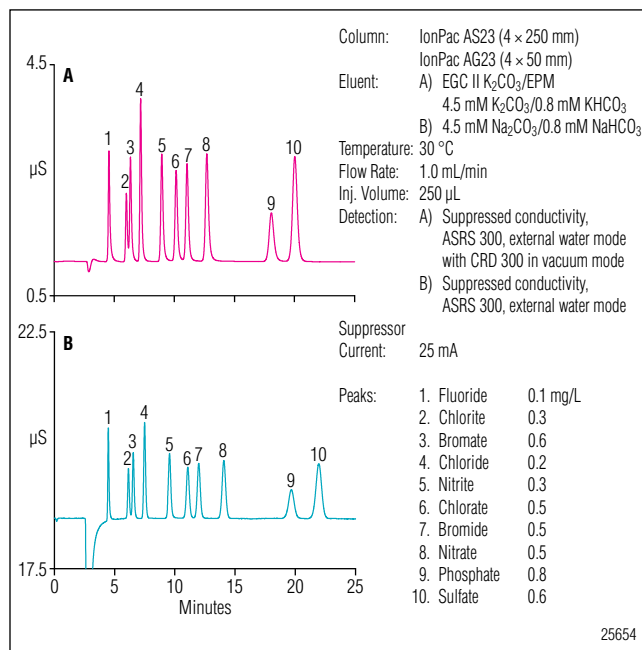 Column: IonPac AS23 (4 × 250 mm)
IonPac AG23 (4 × 50 mm)
Eluent: A) EGC II K₂CO₃/EPM
4.5 mM K₂CO₃/0.8 mM KHCO₃
B) 4.5 mM Na₂CO₃/0.8 mM NaHCO₃
Temperature: 30 °C
Flow Rate: 1.0 mL/min
Inj. Volume: 250 µL
Detection: A) Suppressed conductivity,
ASRS 300, external water mode
with CRD 300 in vacuum mode
B) Suppressed conductivity,
ASRS 300, external water mode
Suppressor
Current: 25 mA
Peaks: 1. Fluoride 0.1 mg/L
2. Chlorite 0.3
3. Bromate 0.6
4. Chloride 0.2
5. Nitrite 0.3
6. Chlorate 0.5
7. Bromide 0.5
8. Nitrate 0.5
9. Phosphate 0.8
10. Sulfate 0.6
4.5
A
µS
0.5
1 2 3 4 5 6 7 8 9 10
22.5
B
µS
17.5
1 2 3 4 5 6 7 8 9 10
0 5 10 15 20 25
Minutes
25654